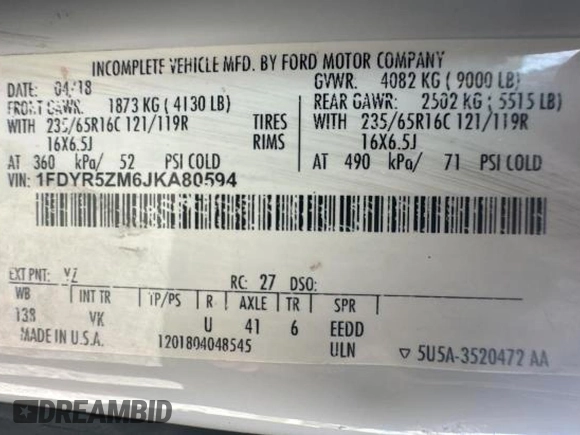 INCOMPLETE VEHICLE MFD. BY FORD MOTOR COMPANY
DATE: 04/18 GVWR: 4082 KG ( 9000 LB)
FRONT GAWR: 1873 KG ( 4130 LB) REAR GAWR: 2502 KG ( 5515 LB)
WITH 235/65R16C 121/119R TIRES WITH 235/65R16C 121/119R
16X6.5J RIMS 16X6.5J
AT 360 kPa/ 52 PSI COLD AT 490 kPa/ 71 PSI COLD
VIN: 1FDYR5ZM6JKA80594
EXT PNT: YZ RC: 27 DSO:
WB INT TR TP/PS R AXLE TR SPR
138 VK U 41 6 EEDD
MADE IN U.S.A. 1201804048545 ULN ▽ 5U5A-3520472 AA
DREAMBID